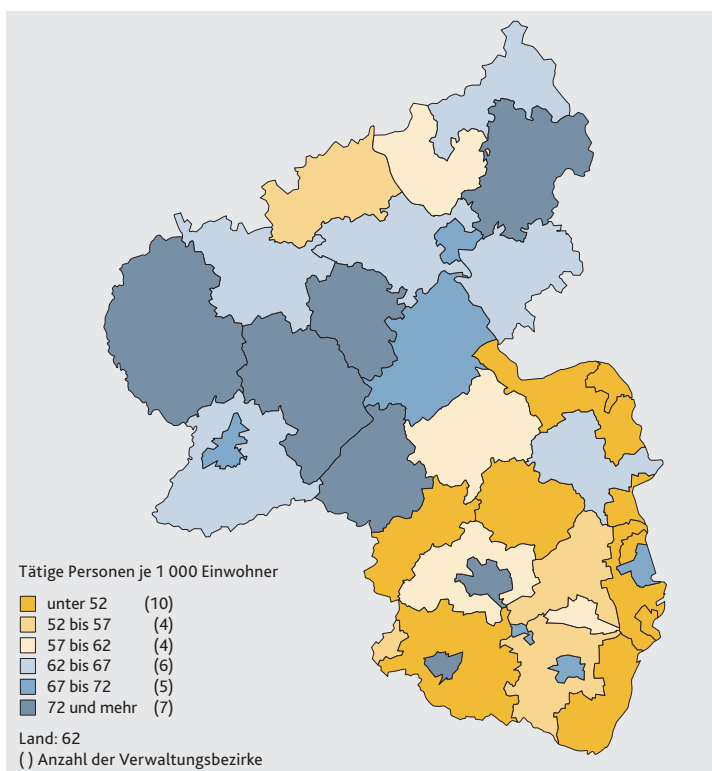 Tätige Personen je 1 000 Einwohner
unter 52 (10)
52 bis 57 (4)
57 bis 62 (4)
62 bis 67 (6)
67 bis 72 (5)
72 und mehr (7)
Land: 62
( ) Anzahl der Verwaltungsbezirke